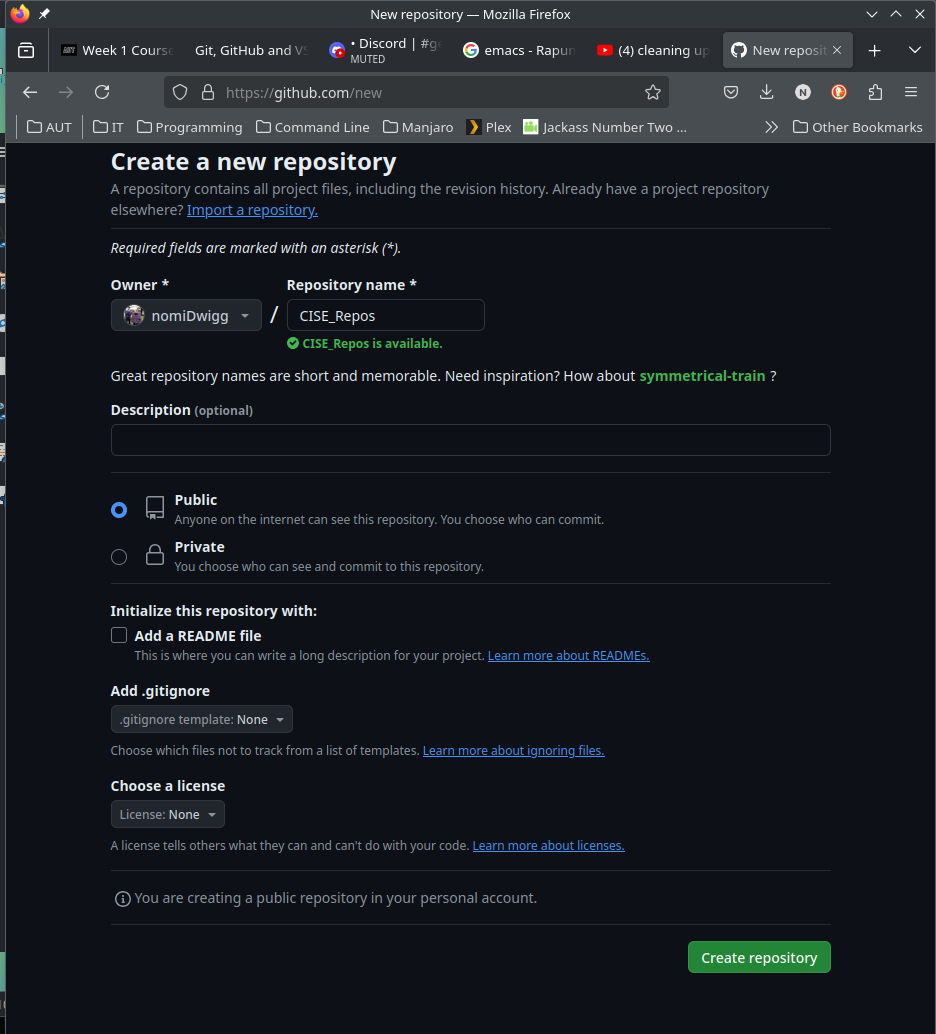 New repository — Mozilla Firefox
Week 1 Course
Git, GitHub and VS
• Discord | #ge
MUTED
emacs - Rapun
(4) cleaning up
New reposit
https://github.com/new
N
AUT
IT
Programming
Command Line
Manjaro
Plex
Jackass Number Two ...
Other Bookmarks
Create a new repository
A repository contains all project files, including the revision history. Already have a project repository
elsewhere? Import a repository.
Required fields are marked with an asterisk (*).
Owner * Repository name *
nomiDwigg / CISE_Repos
CISE_Repos is available.
Great repository names are short and memorable. Need inspiration? How about symmetrical-train ?
Description (optional)
Public
Anyone on the internet can see this repository. You choose who can commit.
Private
You choose who can see and commit to this repository.
Initialize this repository with:
Add a README file
This is where you can write a long description for your project. Learn more about READMEs.
Add .gitignore
.gitignore template: None
Choose which files not to track from a list of templates. Learn more about ignoring files.
Choose a license
License: None
A license tells others what they can and can't do with your code. Learn more about licenses.
You are creating a public repository in your personal account.
Create repository